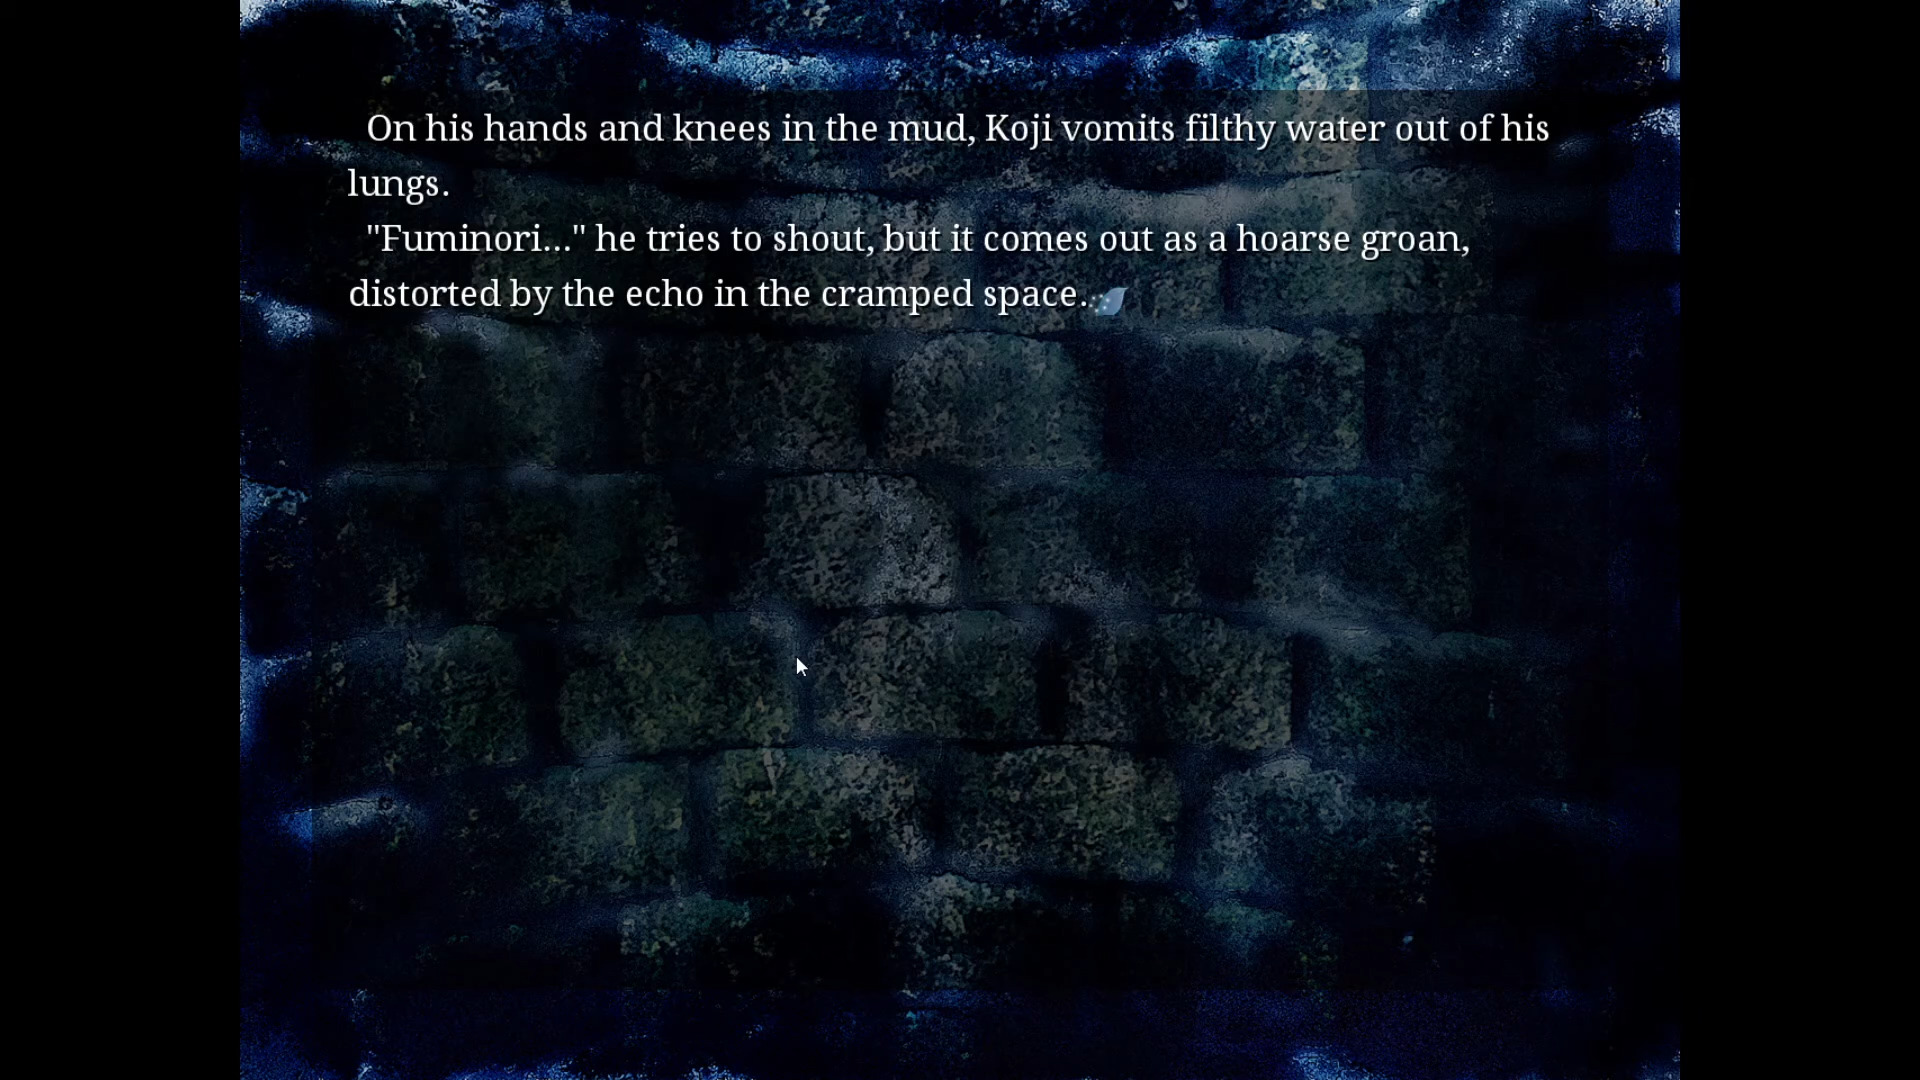 On his hands and knees in the mud, Koji vomits filthy water out of his
lungs.
"Fuminori..." he tries to shout, but it comes out as a hoarse groan,
distorted by the echo in the cramped space.